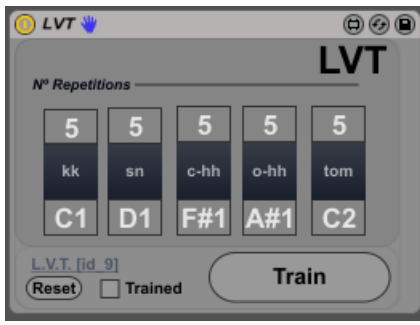 LVT
LVT
Nº Repetitions
5 5 5 5 5
kk sn c-hh o-hh tom
C1 D1 F#1 A#1 C2
L.V.T. [id_9]
Reset Trained Train